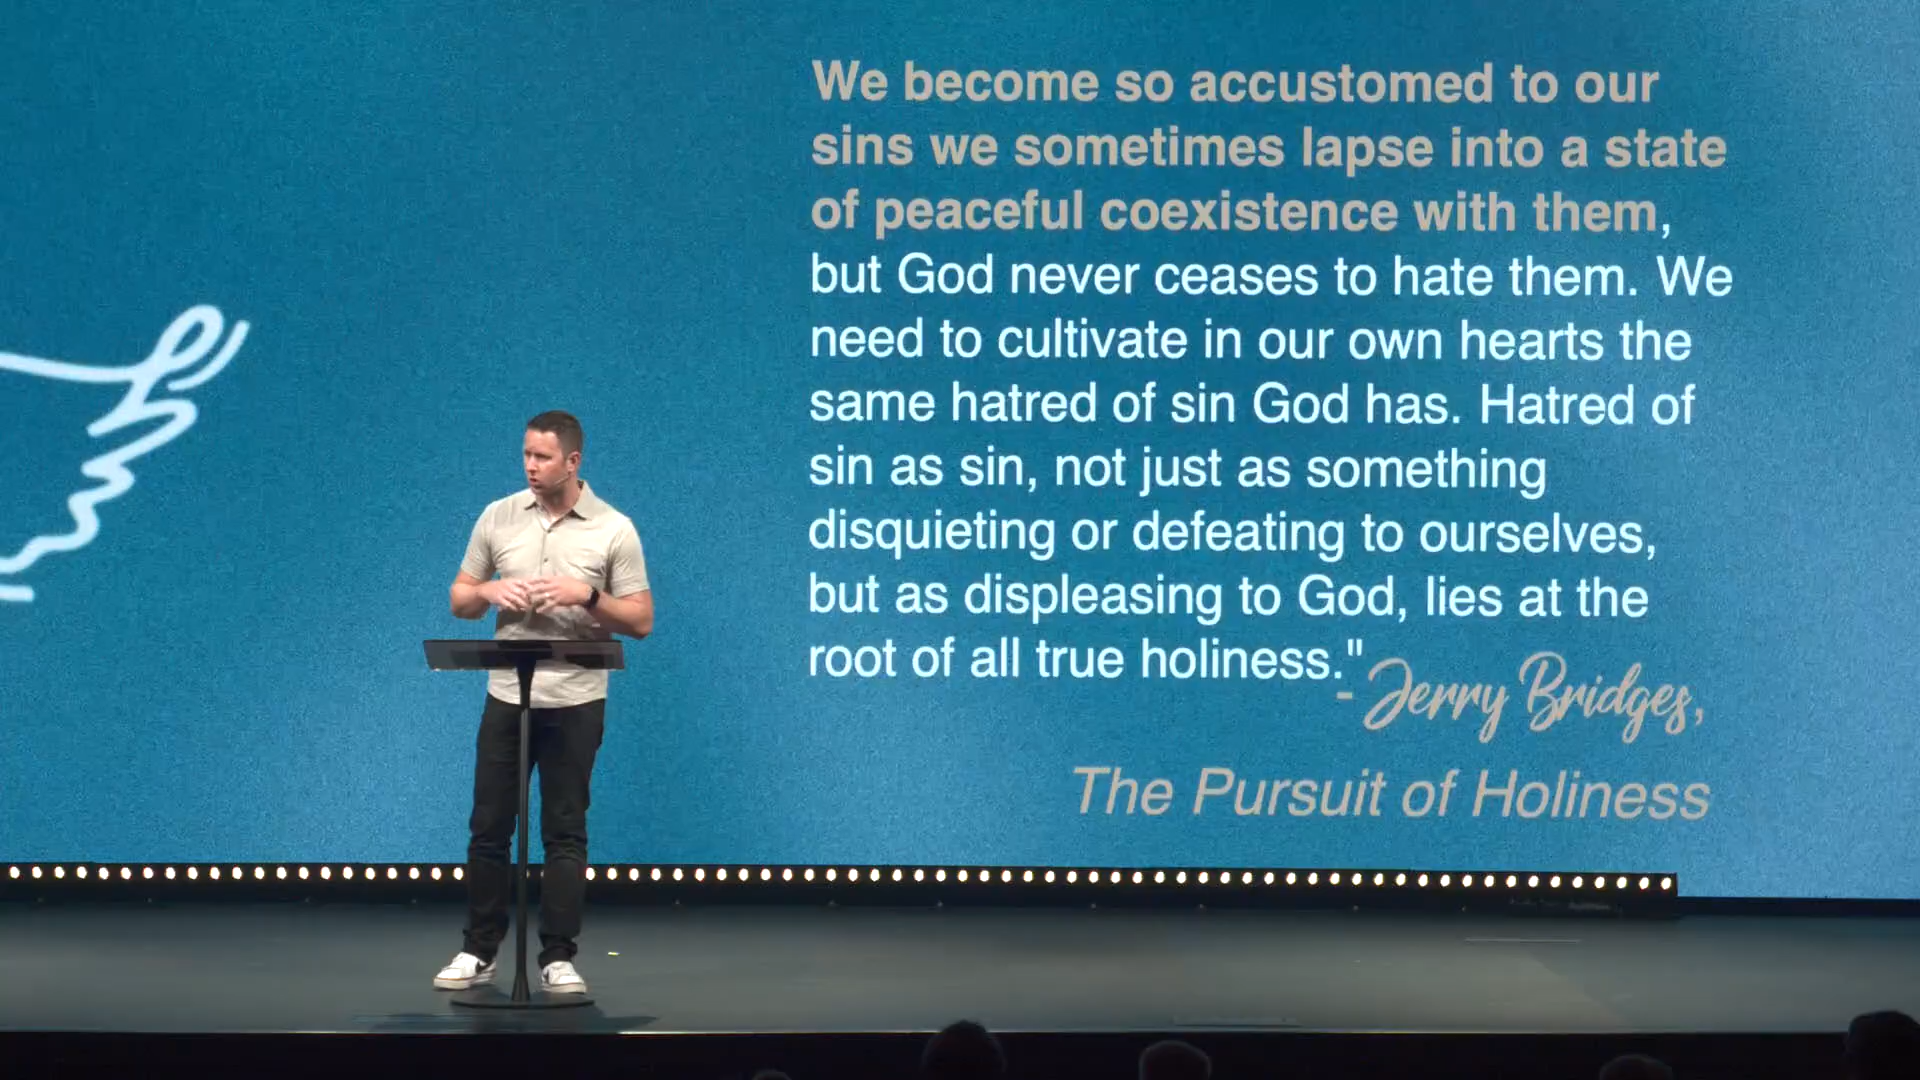 We become so accustomed to our
sins we sometimes lapse into a state
of peaceful coexistence with them,
but God never ceases to hate them. We
need to cultivate in our own hearts the
same hatred of sin God has. Hatred of
sin as sin, not just as something
disquieting or defeating to ourselves,
but as displeasing to God, lies at the
root of all true holiness."
- Jerry Bridges,
The Pursuit of Holiness